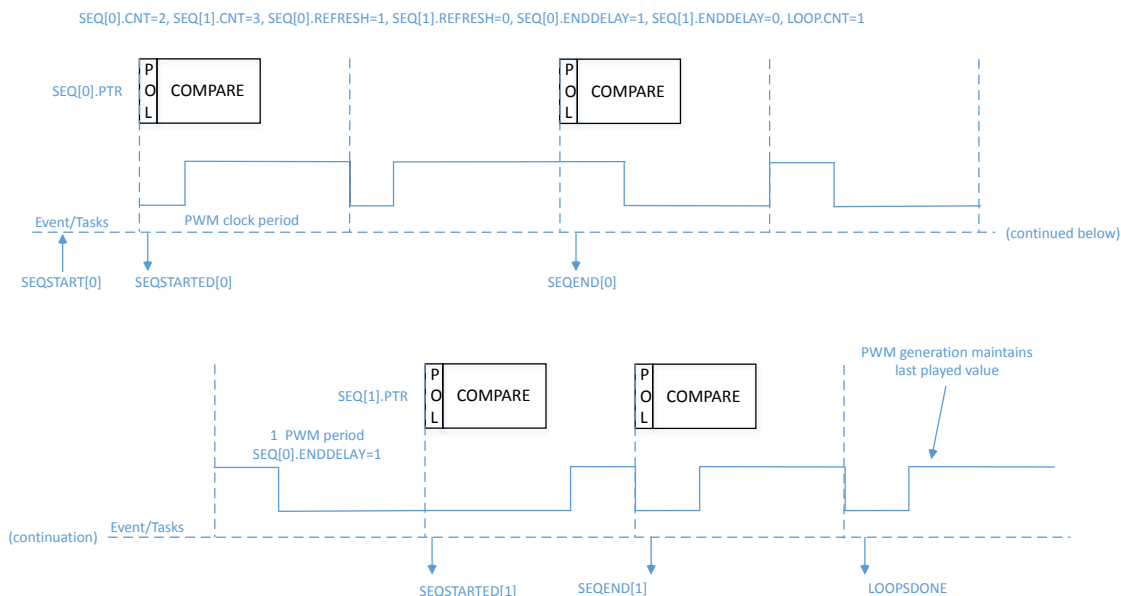 SEQ[0].CNT=2, SEQ[1].CNT=3, SEQ[0].REFRESH=1, SEQ[1].REFRESH=0, SEQ[0].ENDDELAY=1, SEQ[1].ENDDELAY=0, LOOP.CNT=1
SEQ[0].PTR
P
O
L
COMPARE
P
O
L
COMPARE
Event/Tasks
PWM clock period
(continued below)
SEQSTART[0]
SEQSTARTED[0]
SEQEND[0]
PWM generation maintains
last played value
SEQ[1].PTR
P
O
L
COMPARE
P
O
L
COMPARE
1 PWM period
SEQ[0].ENDDELAY=1
(continuation)
Event/Tasks
SEQSTARTED[1]
SEQEND[1]
LOOPSDONE